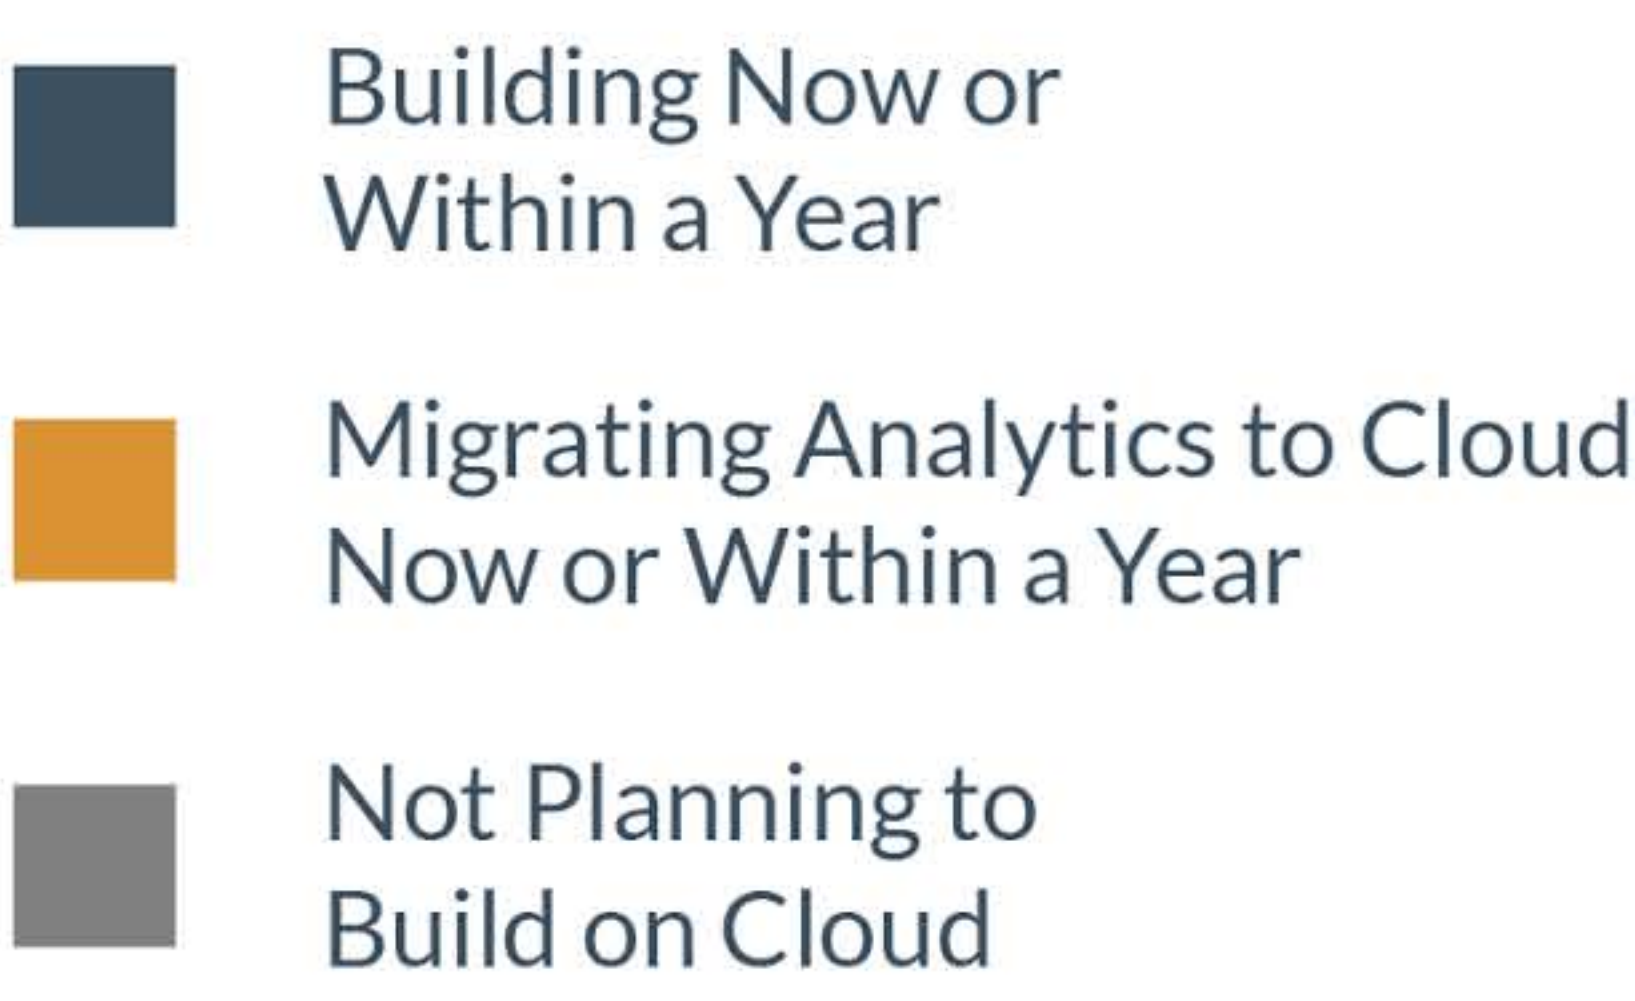 Building Now or
Within a Year
Migrating Analytics to Cloud
Now or Within a Year
Not Planning to
Build on Cloud